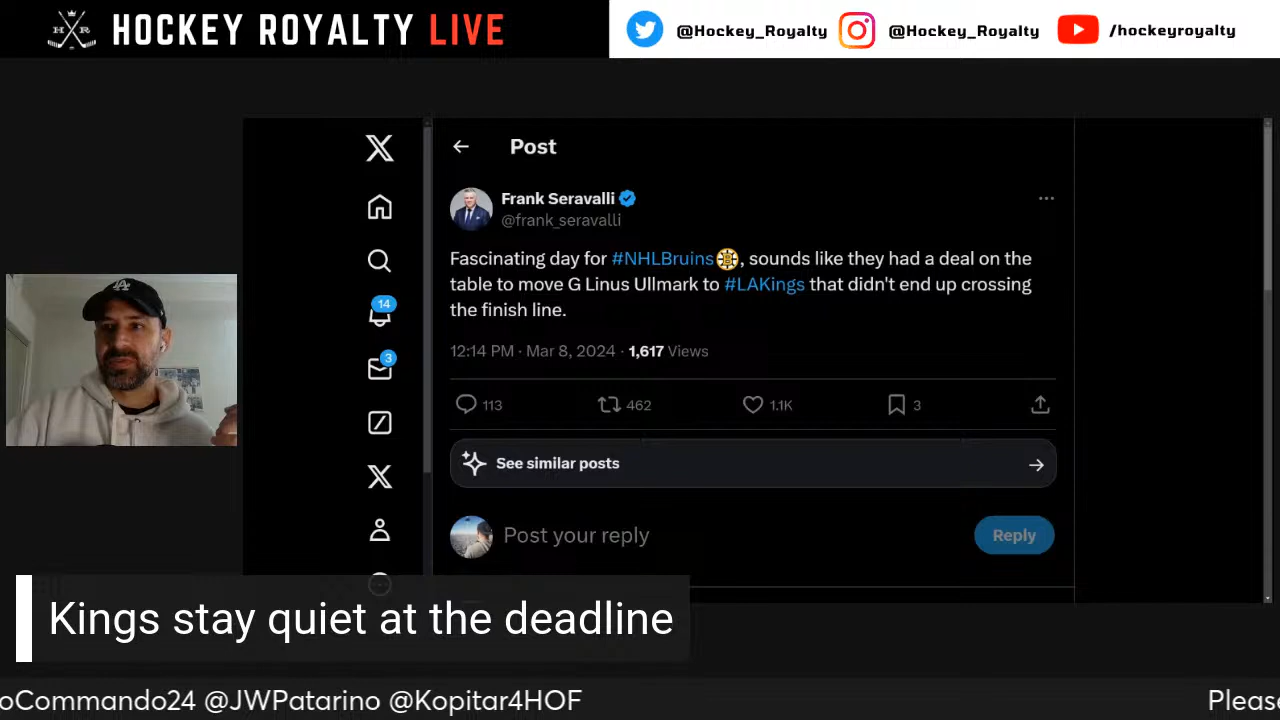 HOCKEY ROYALTY LIVE
@Hockey_Royalty
@Hockey_Royalty
/hockeyroyalty
Post
Frank Seravalli
@frank_seravalli
Fascinating day for #NHLBruins, sounds like they had a deal on the
table to move G Linus Ullmark to #LAKings that didn't end up crossing
the finish line.
12:14 PM · Mar 8, 2024 · 1,617 Views
113 462 1.1K 3
See similar posts
Post your reply
Reply
14
3
LA
Kings stay quiet at the deadline
oCommando24 @JWPatarino @Kopitar4HOF
Please